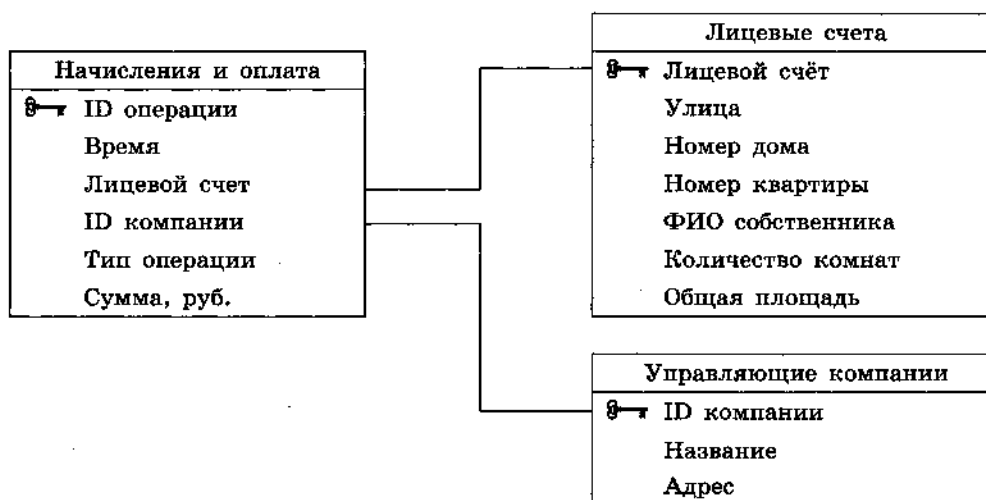 Начисления и оплата
ID операции
Время
Лицевой счет
ID компании
Тип операции
Сумма, руб.
Лицевые счета
Лицевой счёт
Улица
Номер дома
Номер квартиры
ФИО собственника
Количество комнат
Общая площадь
Управляющие компании
ID компании
Название
Адрес